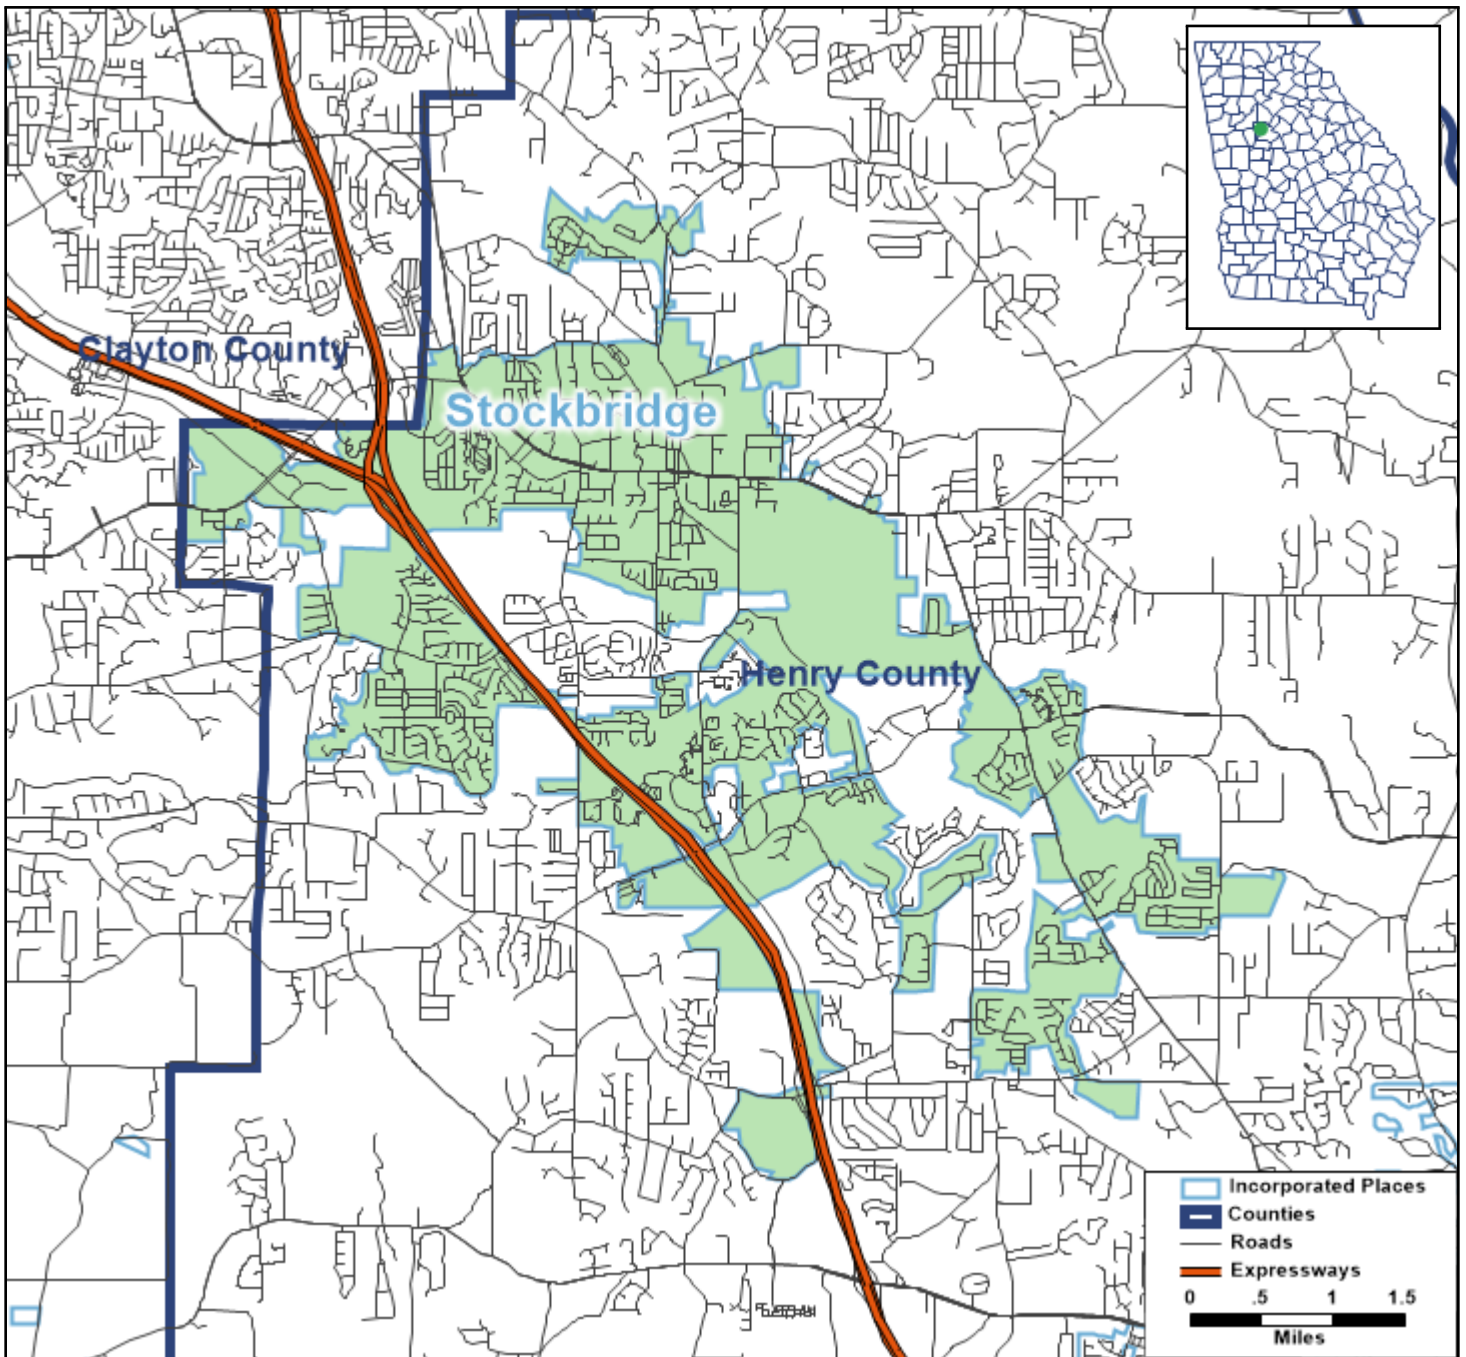 Clayton County
Stockbridge
Henry County
Incorporated Places
Counties
Roads
Expressways
0 .5 1 1.5
Miles